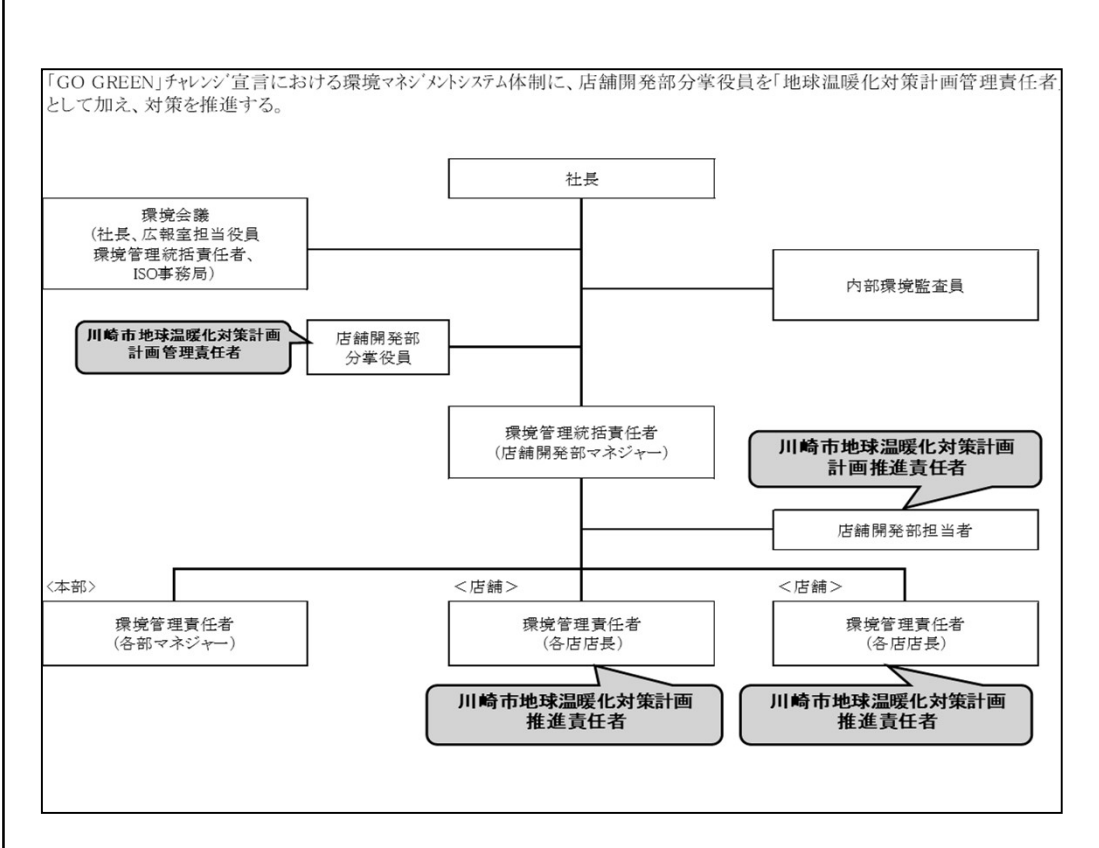 「GO GREEN」チャレンジ宣言における環境マネジメントシステム体制に、店舗開発部分掌役員を「地球温暖化対策計画管理責任者」
として加え、対策を推進する。
社長
環境会議
（社長、広報室担当役員
環境管理統括責任者、
ISO事務局）
内部環境監査員
川崎市地球温暖化対策計画
計画管理責任者
店舗開発部
分掌役員
環境管理統括責任者
（店舗開発部マネジャー）
川崎市地球温暖化対策計画
計画推進責任者
店舗開発部担当者
＜本部＞
＜店舗＞
＜店舗＞
環境管理責任者
（各部マネジャー）
環境管理責任者
（各店店長）
環境管理責任者
（各店店長）
川崎市地球温暖化対策計画
推進責任者
川崎市地球温暖化対策計画
推進責任者